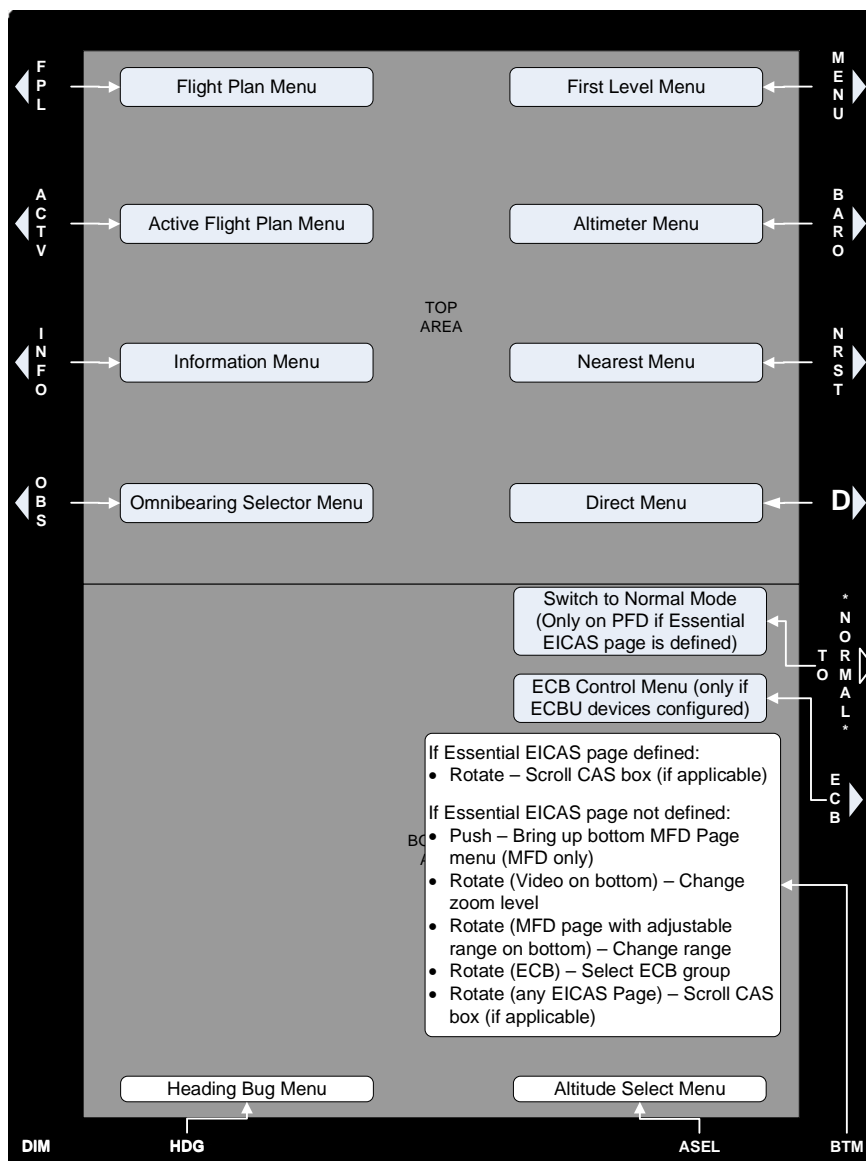 FPL
Flight Plan Menu
First Level Menu
MENU
ACTV
Active Flight Plan Menu
Altimeter Menu
BARO
TOP
AREA
INFO
Information Menu
Nearest Menu
NRST
OBS
Omnibearing Selector Menu
Direct Menu
D
Switch to Normal Mode
(Only on PFD if Essential
EICAS page is defined)
TO
*NORMAL*
ECB Control Menu (only if
ECBU devices configured)
ECB
If Essential EICAS page defined:
• Rotate – Scroll CAS box (if applicable)
If Essential EICAS page not defined:
• Push – Bring up bottom MFD Page
menu (MFD only)
• Rotate (Video on bottom) – Change
zoom level
• Rotate (MFD page with adjustable
range on bottom) – Change range
• Rotate (ECB) – Select ECB group
• Rotate (any EICAS Page) – Scroll CAS
box (if applicable)
Heading Bug Menu
Altitude Select Menu
DIM
HDG
ASEL
BTM